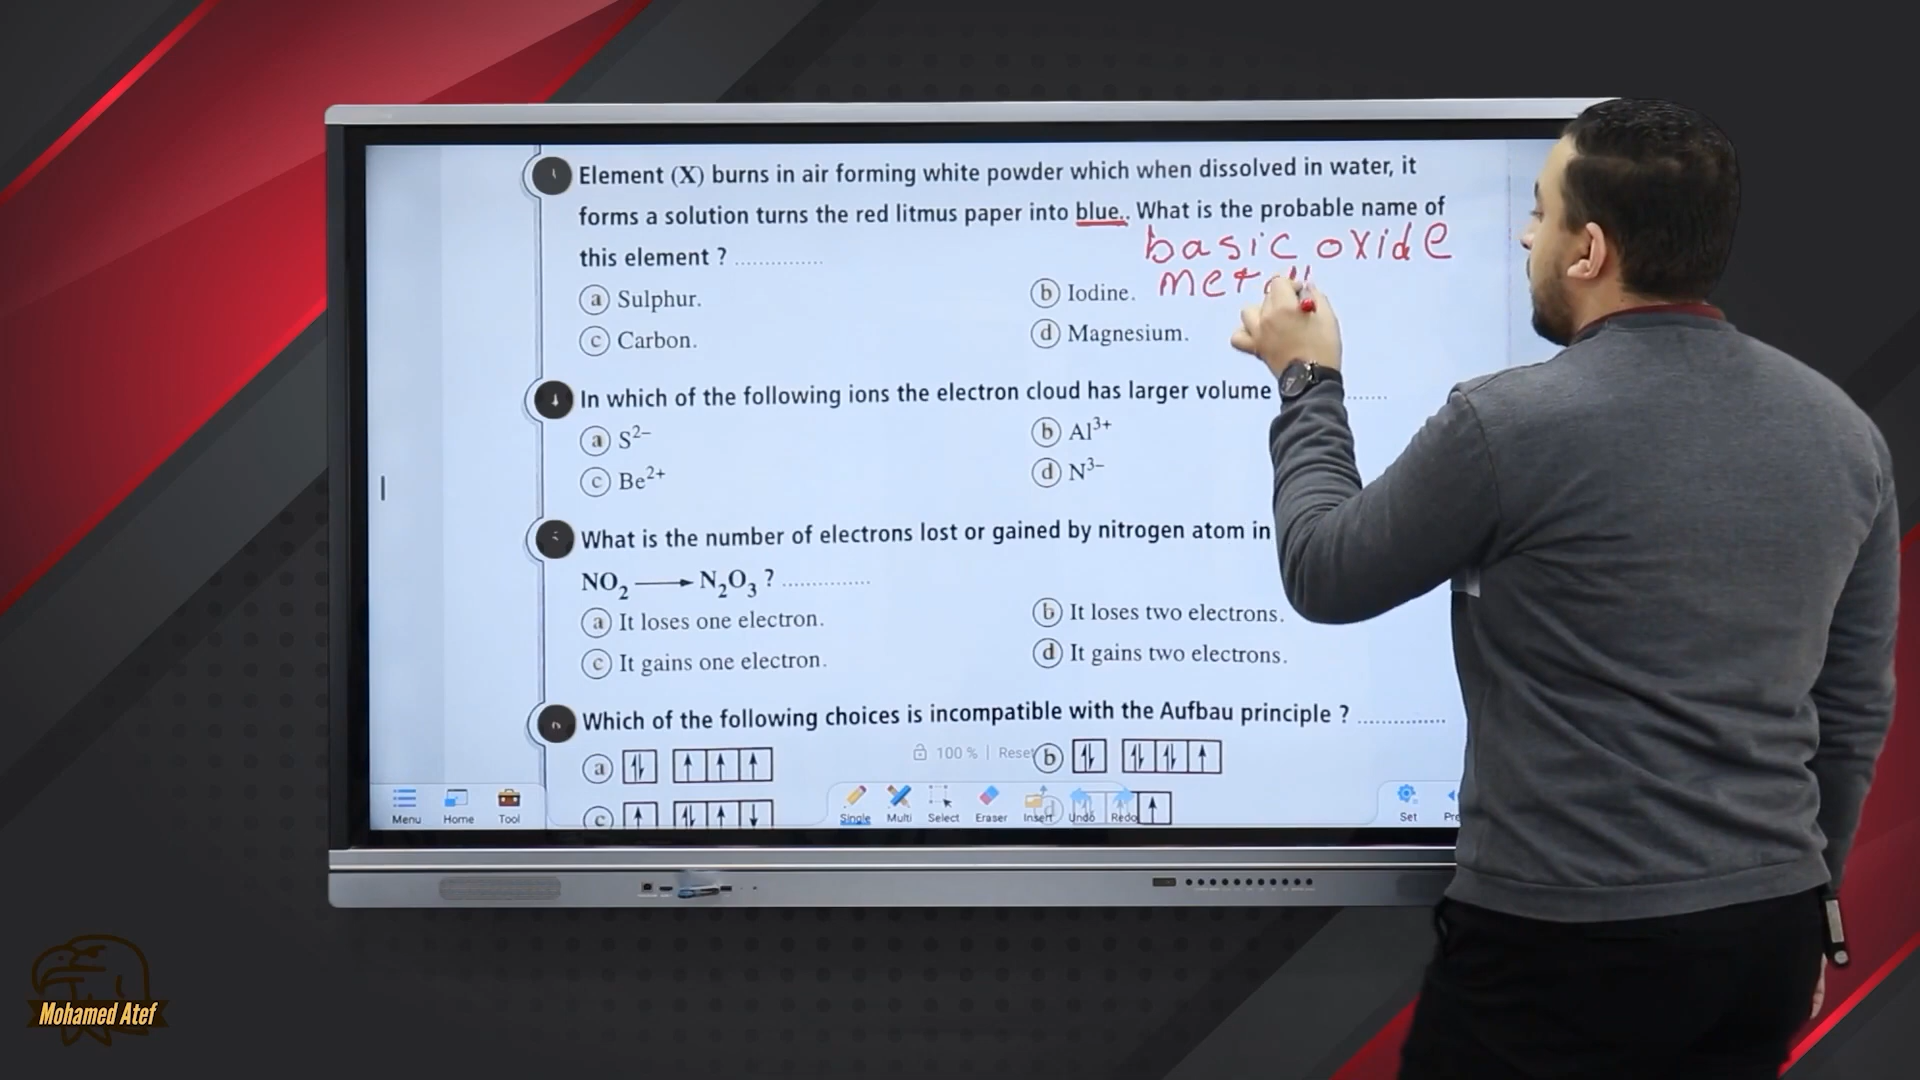 Element (X) burns in air forming white powder which when dissolved in water, it
forms a solution turns the red litmus paper into blue.. What is the probable name of
this element ? ..............
basic oxide
a Sulphur.
b Iodine.
c Carbon.
d Magnesium.
In which of the following ions the electron cloud has larger volume
a S²⁻
b Al³⁺
c Be²⁺
d N³⁻
What is the number of electrons lost or gained by nitrogen atom in
NO₂ → N₂O₃ ? ..............
a It loses one electron.
b It loses two electrons.
c It gains one electron.
d It gains two electrons.
Which of the following choices is incompatible with the Aufbau principle ? ..............
100 % | Reset
a
b
c
d
Menu
Home
Tool
Single
Multi
Select
Eraser
Insert
Undo
Redo
Set
Mohamed Atef